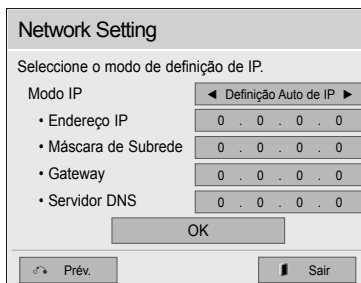 Network Setting
Seleccione o modo de definição de IP.
Modo IP ◄ Definição Auto de IP ►
• Endereço IP 0 . 0 . 0 . 0
• Máscara de Subrede 0 . 0 . 0 . 0
• Gateway 0 . 0 . 0 . 0
• Servidor DNS 0 . 0 . 0 . 0
OK
Prév. Sair